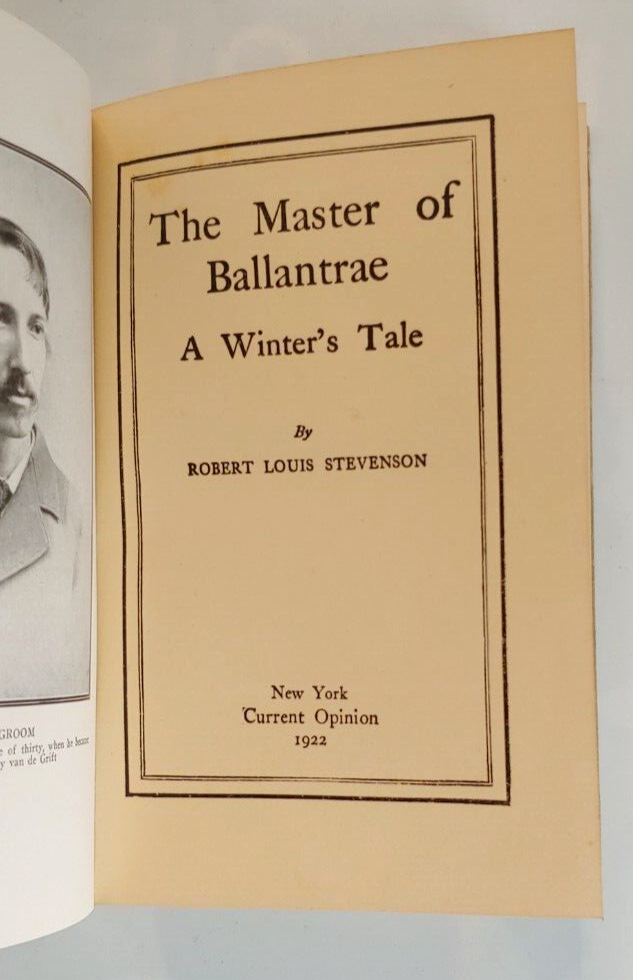 GROOM
of thirty, when he became
y van de Grift
The Master of
Ballantrae
A Winter's Tale
By
ROBERT LOUIS STEVENSON
New York
Current Opinion
1922